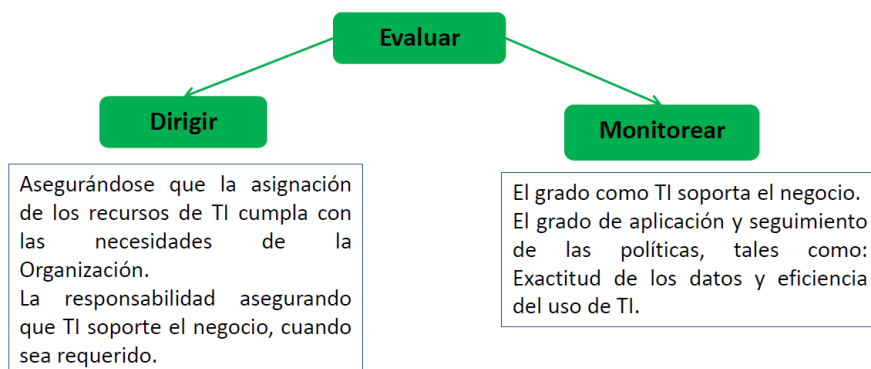 Evaluar
Dirigir
Asegurándose que la asignación
de los recursos de TI cumpla con
las necesidades de la
Organización.
La responsabilidad asegurando
que TI soporte el negocio, cuando
sea requerido.
Monitorear
El grado como TI soporta el negocio.
El grado de aplicación y seguimiento
de las políticas, tales como:
Exactitud de los datos y eficiencia
del uso de TI.